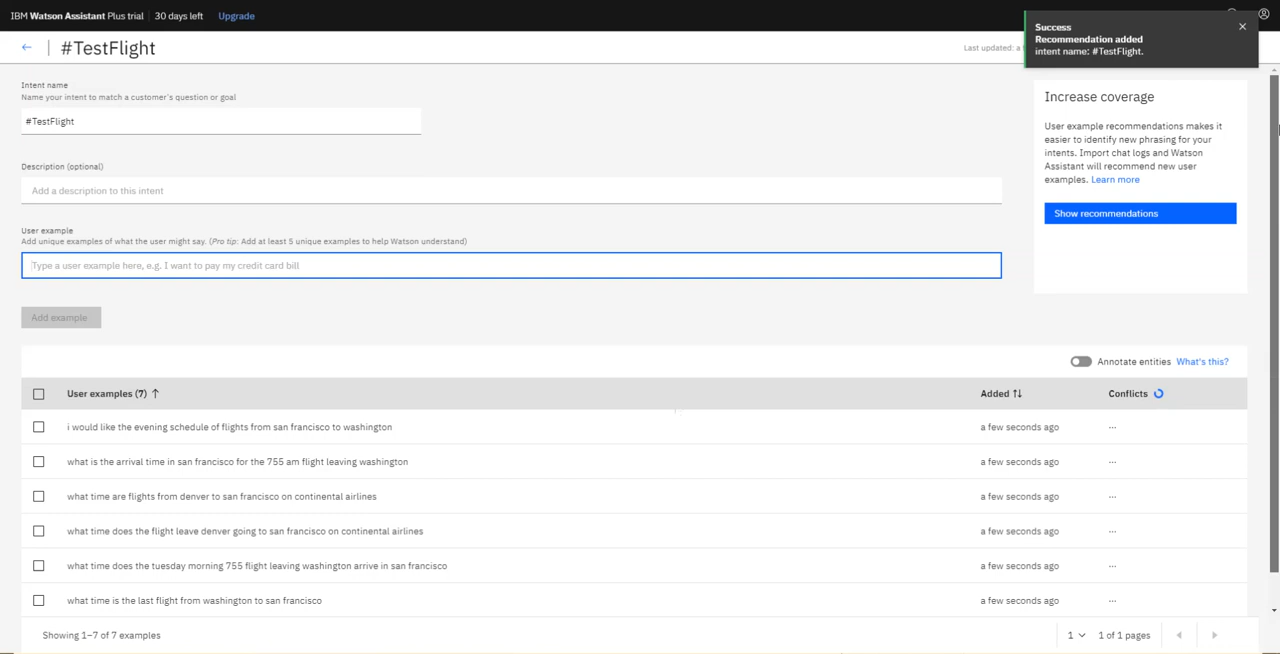 IBM Watson Assistant Plus trial 30 days left Upgrade
← #TestFlight
Last updated: a
Success
Recommendation added
intent name: #TestFlight.
Intent name
Name your intent to match a customer's question or goal
#TestFlight
Description (optional)
Add a description to this intent
User example
Add unique examples of what the user might say. (Pro tip: Add at least 5 unique examples to help Watson understand)
Type a user example here, e.g. I want to pay my credit card bill
Add example
Increase coverage
User example recommendations makes it
easier to identify new phrasing for your
intents. Import chat logs and Watson
Assistant will recommend new user
examples. Learn more
Show recommendations
Annotate entities What's this?
User examples (7) ↑ Added ↑↓ Conflicts
i would like the evening schedule of flights from san francisco to washington a few seconds ago ...
what is the arrival time in san francisco for the 755 am flight leaving washington a few seconds ago ...
what time are flights from denver to san francisco on continental airlines a few seconds ago ...
what time does the flight leave denver going to san francisco on continental airlines a few seconds ago ...
what time does the tuesday morning 755 flight leaving washington arrive in san francisco a few seconds ago ...
what time is the last flight from washington to san francisco a few seconds ago ...
Showing 1–7 of 7 examples 1 1 of 1 pages